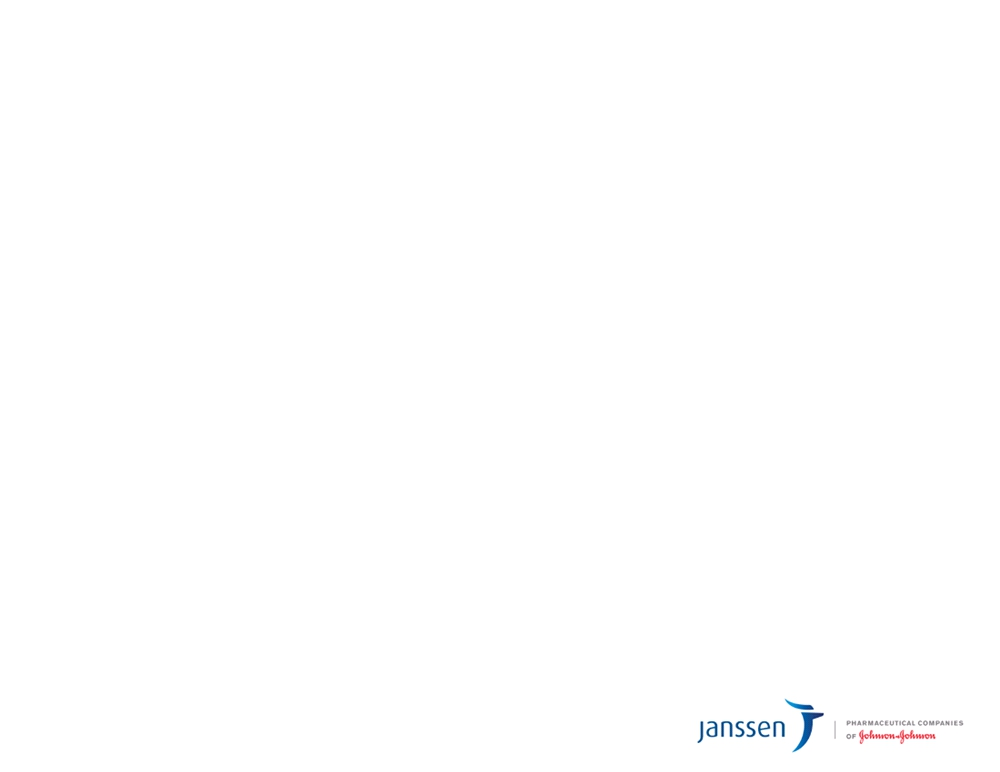 janssen
PHARMACEUTICAL COMPANIES
OF Johnson&Johnson